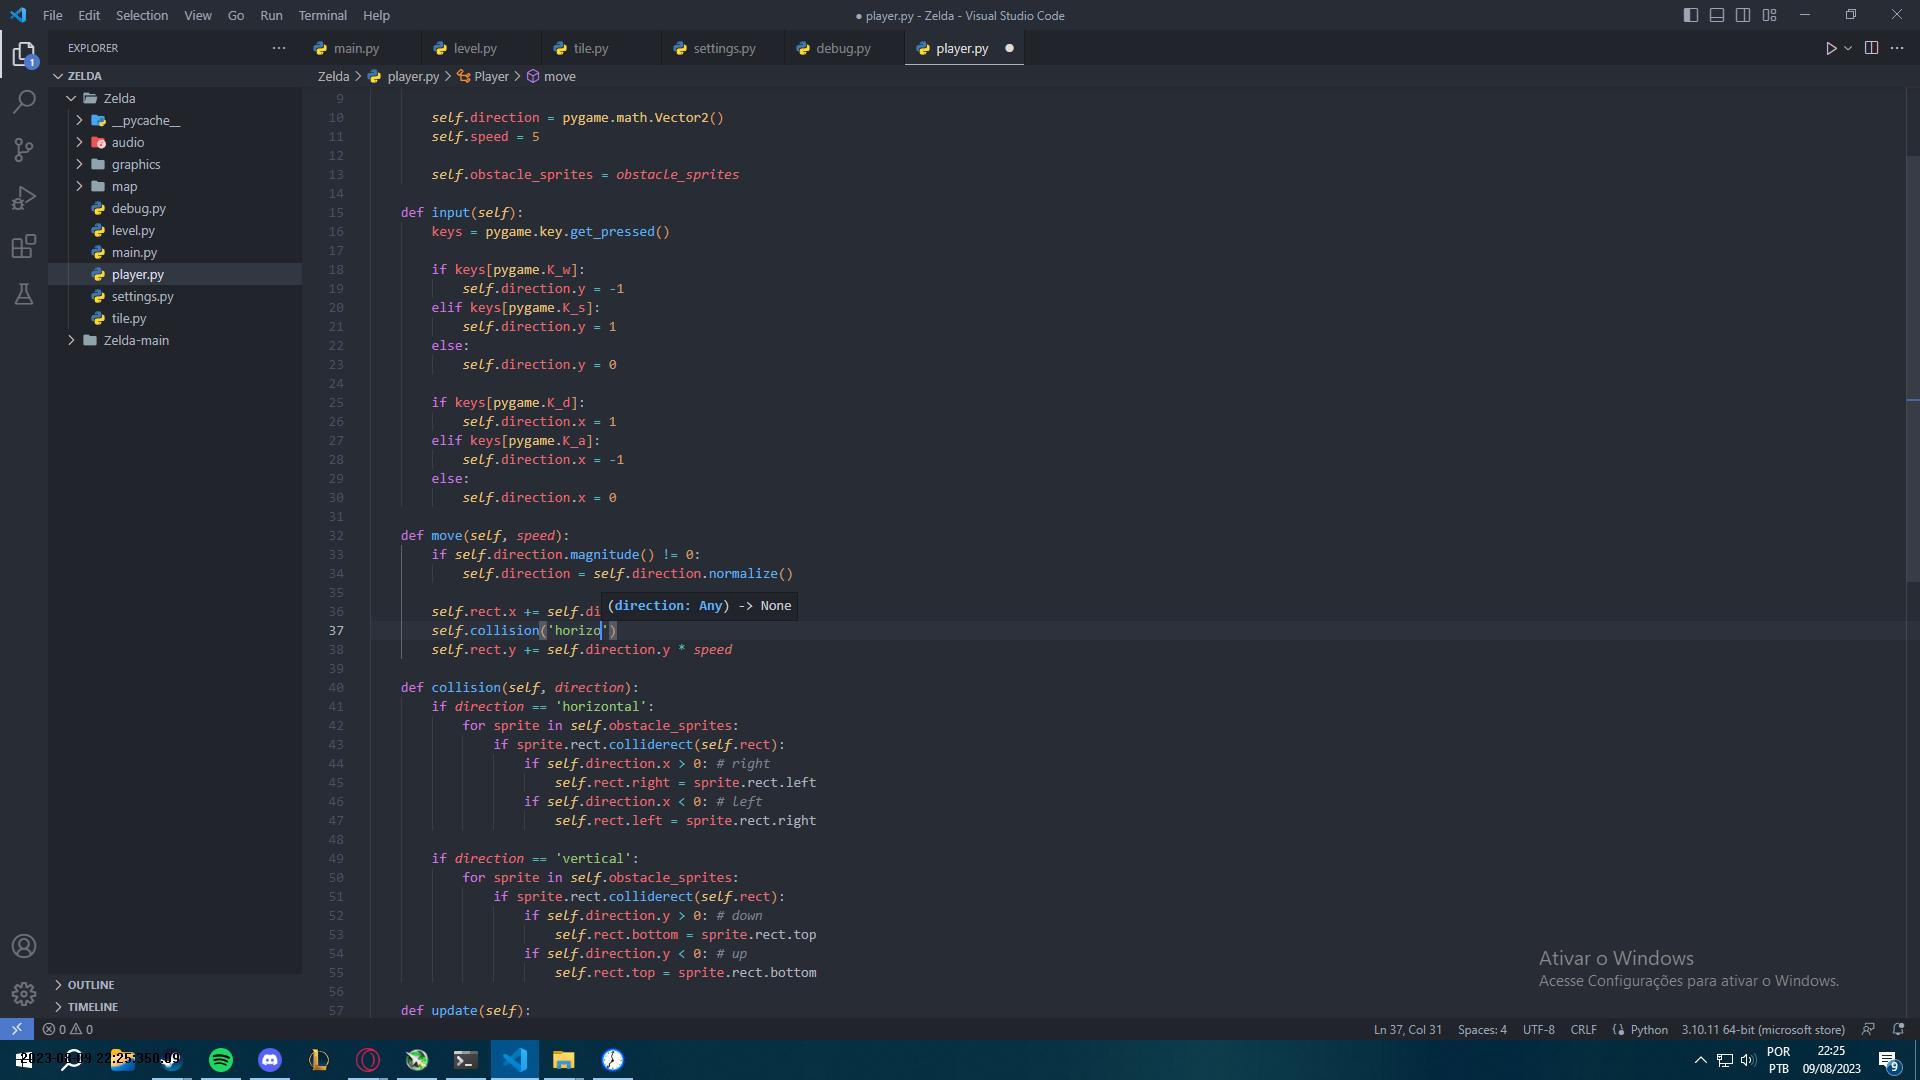 File Edit Selection View Go Run Terminal Help
● player.py - Zelda - Visual Studio Code
EXPLORER
main.py
level.py
tile.py
settings.py
debug.py
player.py
1
ZELDA
Zelda
__pycache__
audio
graphics
map
debug.py
level.py
main.py
player.py
settings.py
tile.py
Zelda-main
OUTLINE
TIMELINE
Zelda > player.py > Player > move
9
10 self.direction = pygame.math.Vector2()
11 self.speed = 5
12
13 self.obstacle_sprites = obstacle_sprites
14
15 def input(self):
16 keys = pygame.key.get_pressed()
17
18 if keys[pygame.K_w]:
19 self.direction.y = -1
20 elif keys[pygame.K_s]:
21 self.direction.y = 1
22 else:
23 self.direction.y = 0
24
25 if keys[pygame.K_d]:
26 self.direction.x = 1
27 elif keys[pygame.K_a]:
28 self.direction.x = -1
29 else:
30 self.direction.x = 0
31
32 def move(self, speed):
33 if self.direction.magnitude() != 0:
34 self.direction = self.direction.normalize()
35
(direction: Any) -> None
36 self.rect.x += self.di
37 self.collision('horizo')
38 self.rect.y += self.direction.y * speed
39
40 def collision(self, direction):
41 if direction == 'horizontal':
42 for sprite in self.obstacle_sprites:
43 if sprite.rect.colliderect(self.rect):
44 if self.direction.x > 0: # right
45 self.rect.right = sprite.rect.left
46 if self.direction.x < 0: # left
47 self.rect.left = sprite.rect.right
48
49 if direction == 'vertical':
50 for sprite in self.obstacle_sprites:
51 if sprite.rect.colliderect(self.rect):
52 if self.direction.y > 0: # down
53 self.rect.bottom = sprite.rect.top
54 if self.direction.y < 0: # up
55 self.rect.top = sprite.rect.bottom
56
57 def update(self):
Ativar o Windows
Acesse Configurações para ativar o Windows.
0 0
Ln 37, Col 31 Spaces: 4 UTF-8 CRLF Python 3.10.11 64-bit (microsoft store)
POR
PTB
22:25
09/08/2023
9